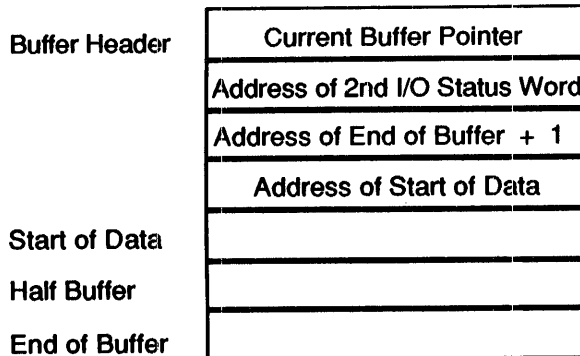 Buffer Header Current Buffer Pointer
Address of 2nd I/O Status Word
Address of End of Buffer + 1
Address of Start of Data
Start of Data
Half Buffer
End of Buffer